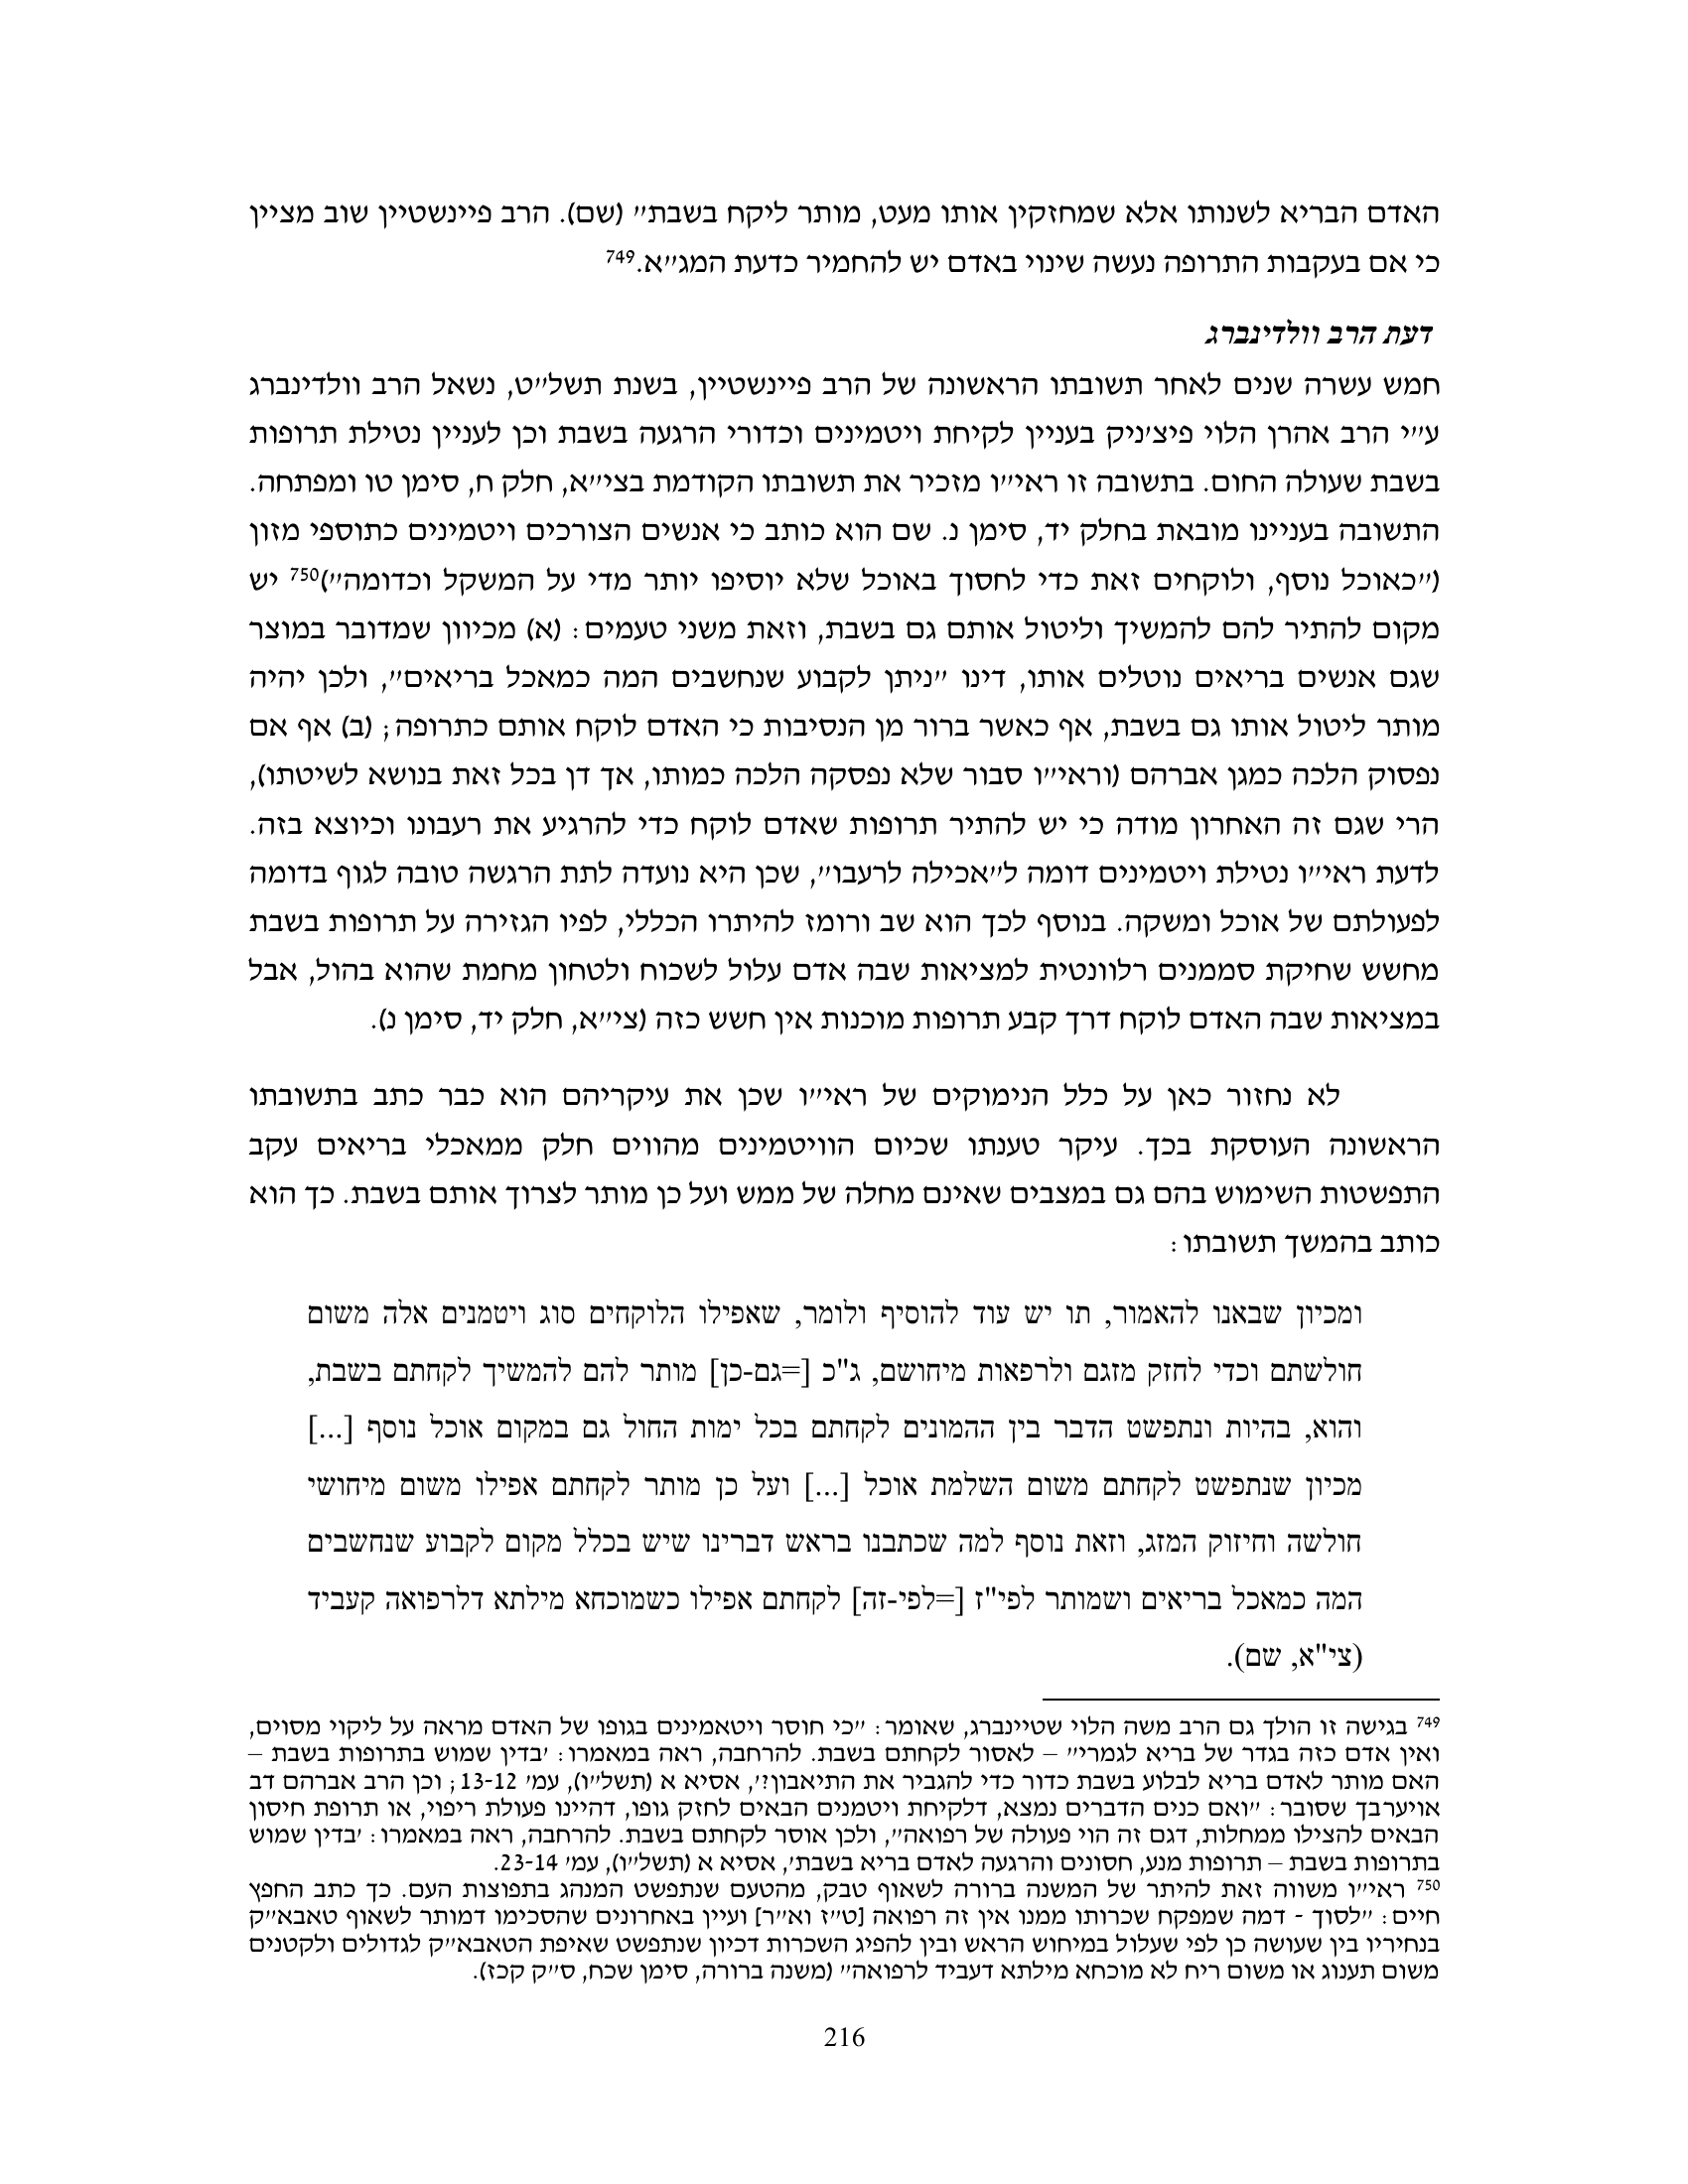 האדם הבריא לשנותו אלא שמחזקין אותו מעט, מותר ליקח בשבת״ (שם). הרב פיינשטיין שוב מציין
כי אם בעקבות התרופה נעשה שינוי באדם יש להחמיר כדעת המג״א.749
דעת הרב וולדינברג
חמש עשרה שנים לאחר תשובתו הראשונה של הרב פיינשטיין, בשנת תשל״ט, נשאל הרב וולדינברג
ע״י הרב אהרן הלוי פיצ׳ניק בעניין לקיחת ויטמינים וכדורי הרגעה בשבת וכן לעניין נטילת תרופות
בשבת שעולה החום. בתשובה זו ראי״ו מזכיר את תשובתו הקודמת בצי״א, חלק ח, סימן טו ומפתחה.
התשובה בעניינו מובאת בחלק יד, סימן נ. שם הוא כותב כי אנשים הצורכים ויטמינים כתוספי מזון
(״כאוכל נוסף, ולוקחים זאת כדי לחסוך באוכל שלא יוסיפו יותר מדי על המשקל וכדומה״)750 יש
מקום להתיר להם להמשיך וליטול אותם גם בשבת, וזאת משני טעמים: (א) מכיוון שמדובר במוצר
שגם אנשים בריאים נוטלים אותו, דינו ״ניתן לקבוע שנחשבים המה כמאכל בריאים״, ולכן יהיה
מותר ליטול אותו גם בשבת, אף כאשר ברור מן הנסיבות כי האדם לוקח אותם כתרופה; (ב) אף אם
נפסוק הלכה כמגן אברהם (וראי״ו סבור שלא נפסקה הלכה כמותו, אך דן בכל זאת בנושא לשיטתו),
הרי שגם זה האחרון מודה כי יש להתיר תרופות שאדם לוקח כדי להרגיע את רעבונו וכיוצא בזה.
לדעת ראי״ו נטילת ויטמינים דומה ל״אכילה לרעבו״, שכן היא נועדה לתת הרגשה טובה לגוף בדומה
לפעולתם של אוכל ומשקה. בנוסף לכך הוא שב ורומז להיתרו הכללי, לפיו הגזירה על תרופות בשבת
מחשש שחיקת סממנים רלוונטית למציאות שבה אדם עלול לשכוח ולטחון מחמת שהוא בהול, אבל
במציאות שבה האדם לוקח דרך קבע תרופות מוכנות אין חשש כזה (צי״א, חלק יד, סימן נ).
לא נחזור כאן על כלל הנימוקים של ראי״ו שכן את עיקריהם הוא כבר כתב בתשובתו
הראשונה העוסקת בכך. עיקר טענתו שכיום הוויטמינים מהווים חלק ממאכלי בריאים עקב
התפשטות השימוש בהם גם במצבים שאינם מחלה של ממש ועל כן מותר לצרוך אותם בשבת. כך הוא
כותב בהמשך תשובתו:
ומכיון שבאנו להאמור, תו יש עוד להוסיף ולומר, שאפילו הלוקחים סוג ויטמנים אלה משום
חולשתם וכדי לחזק מזגם ולרפאות מיחושם, ג"כ [=גם-כן] מותר להם להמשיך לקחתם בשבת,
והוא, בהיות ונתפשט הדבר בין ההמונים לקחתם בכל ימות החול גם במקום אוכל נוסף [...]
מכיון שנתפשט לקחתם משום השלמת אוכל [...] ועל כן מותר לקחתם אפילו משום מיחושי
חולשה וחיזוק המזג, וזאת נוסף למה שכתבנו בראש דברינו שיש בכלל מקום לקבוע שנחשבים
המה כמאכל בריאים ושמותר לפי"ז [=לפי-זה] לקחתם אפילו כשמוכחא מילתא דלרפואה קעביד
(צי"א, שם).
749 בגישה זו הולך גם הרב משה הלוי שטיינברג, שאומר: ״כי חוסר ויטאמינים בגופו של האדם מראה על ליקוי מסוים,
ואין אדם כזה בגדר של בריא לגמרי״ – לאסור לקחתם בשבת. להרחבה, ראה במאמרו: ׳בדין שמוש בתרופות בשבת –
האם מותר לאדם בריא לבלוע בשבת כדור כדי להגביר את התיאבון?׳, אסיא א (תשל״ו), עמ׳ 13-12; וכן הרב אברהם דב
אויערבך שסובר: ״ואם כנים הדברים נמצא, דלקיחת ויטמנים הבאים לחזק גופו, דהיינו פעולת ריפוי, או תרופת חיסון
הבאים להצילו ממחלות, דגם זה הוי פעולה של רפואה״, ולכן אוסר לקחתם בשבת. להרחבה, ראה במאמרו: ׳בדין שמוש
בתרופות בשבת – תרופות מנע, חסונים והרגעה לאדם בריא בשבת׳, אסיא א (תשל״ו), עמ׳ 23-14.
750 ראי״ו משווה זאת להיתר של המשנה ברורה לשאוף טבק, מהטעם שנתפשט המנהג בתפוצות העם. כך כתב החפץ
חיים: ״לסוך - דמה שמפקח שכרותו ממנו אין זה רפואה [ט״ז וא״ר] ועיין באחרונים שהסכימו דמותר לשאוף טאבא״ק
בנחיריו בין שעושה כן לפי שעלול במיחוש הראש ובין להפיג השכרות דכיון שנתפשט שאיפת הטאבא״ק לגדולים ולקטנים
משום תענוג או משום ריח לא מוכחא מילתא דעביד לרפואה״ (משנה ברורה, סימן שכח, ס״ק קכז).
216